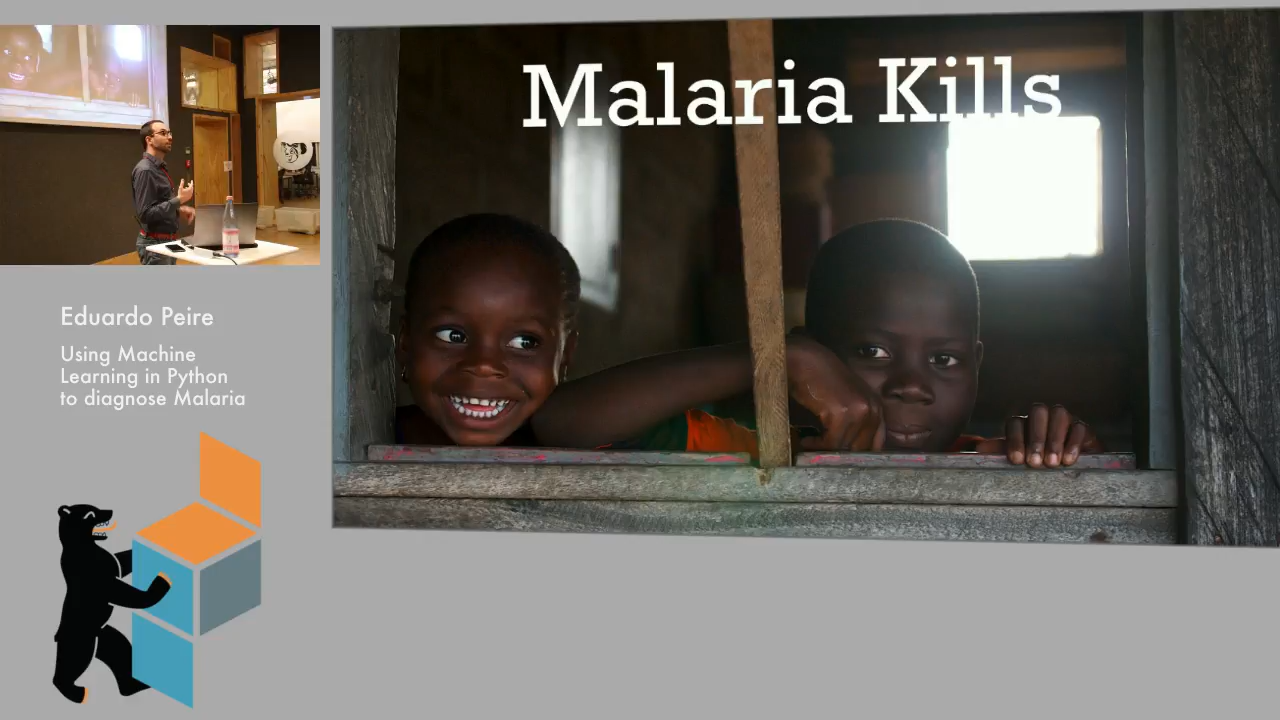 Malaria Kills
Eduardo Peire
Using Machine
Learning in Python
to diagnose Malaria